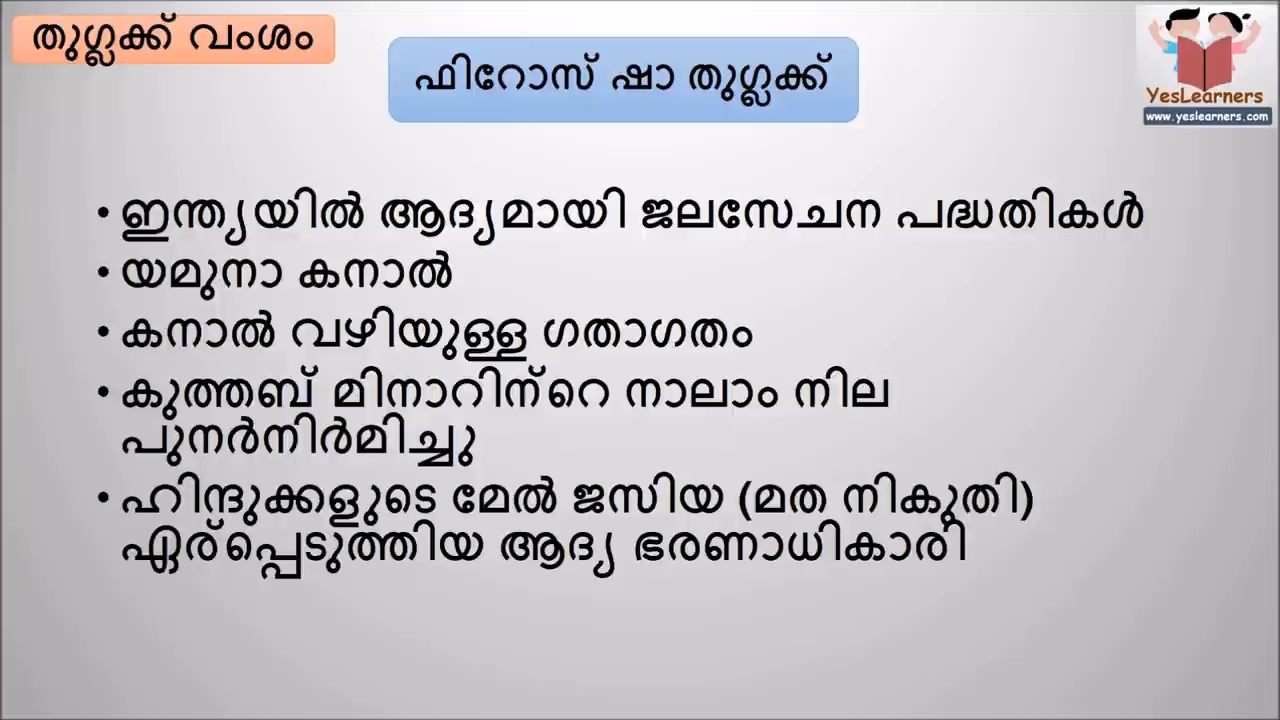 തുഗ്ലക്ക് വംശം
ഫിറോസ് ഷാ തുഗ്ലക്ക്
YesLearners
www.yeslearners.com
• ഇന്ത്യയിൽ ആദ്യമായി ജലസേചന പദ്ധതികൾ
• യമുനാ കനാൽ
• കനാൽ വഴിയുള്ള ഗതാഗതം
• കുത്തബ് മിനാറിന്റെ നാലാം നില
പുനർനിർമിച്ചു
• ഹിന്ദുക്കളുടെ മേൽ ജസിയ (മത നികുതി)
ഏര്പ്പെടുത്തിയ ആദ്യ ഭരണാധികാരി